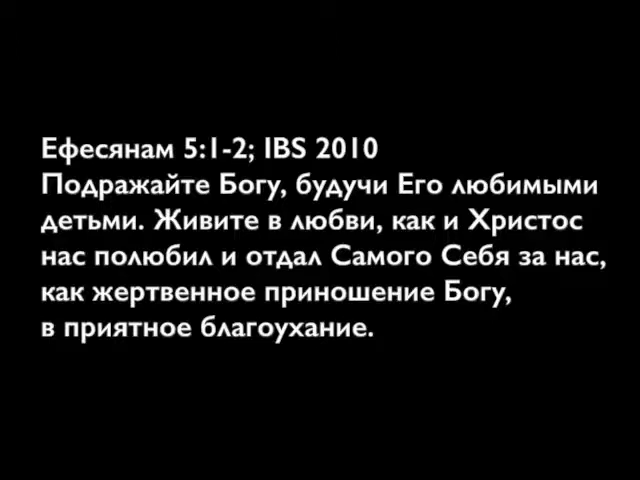 Ефесянам 5:1-2; IBS 2010
Подражайте Богу, будучи Его любимыми
детьми. Живите в любви, как и Христос
нас полюбил и отдал Самого Себя за нас,
как жертвенное приношение Богу,
в приятное благоухание.